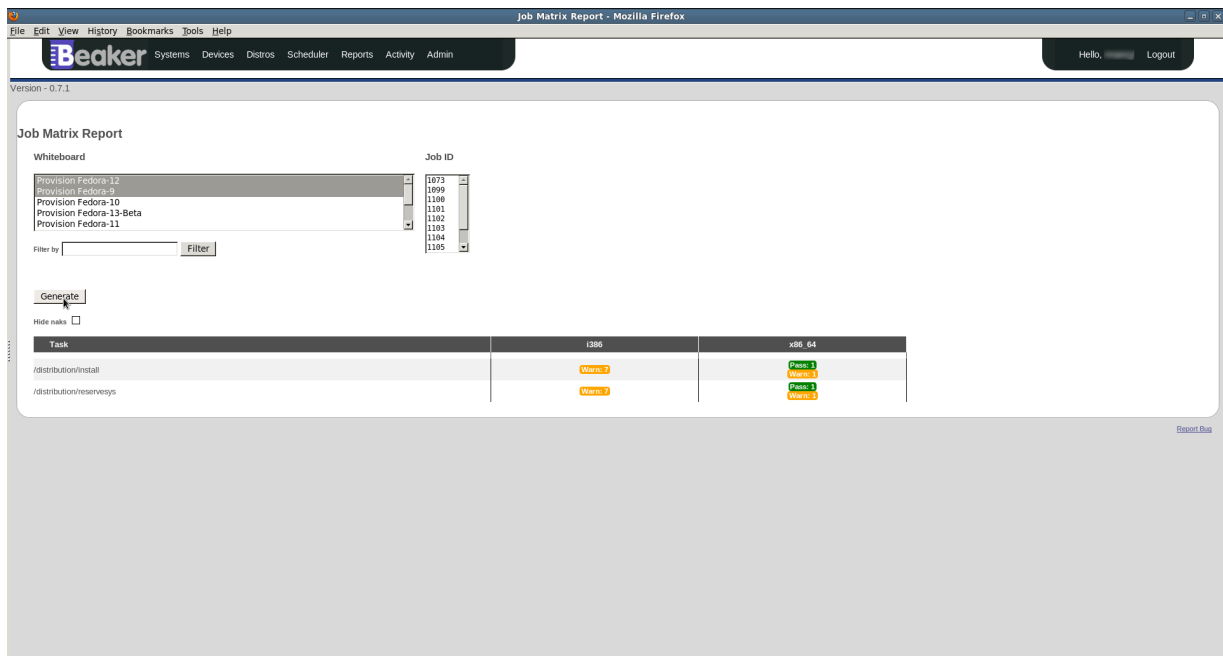 Job Matrix Report - Mozilla Firefox
File Edit View History Bookmarks Tools Help
Beaker Systems Devices Distros Scheduler Reports Activity Admin Hello, Logout
Version - 0.7.1
Job Matrix Report
Whiteboard Job ID
Provision Fedora-12
Provision Fedora-9
Provision Fedora-10
Provision Fedora-13-Beta
Provision Fedora-11
1073
1099
1100
1101
1102
1103
1104
1105
Filter by Filter
Generate
Hide naks
Task i386 x86_64
/distribution/install Warn: 7 Pass: 1
Warn: 1
/distribution/reservesys Warn: 7 Pass: 1
Warn: 1
Report Bug